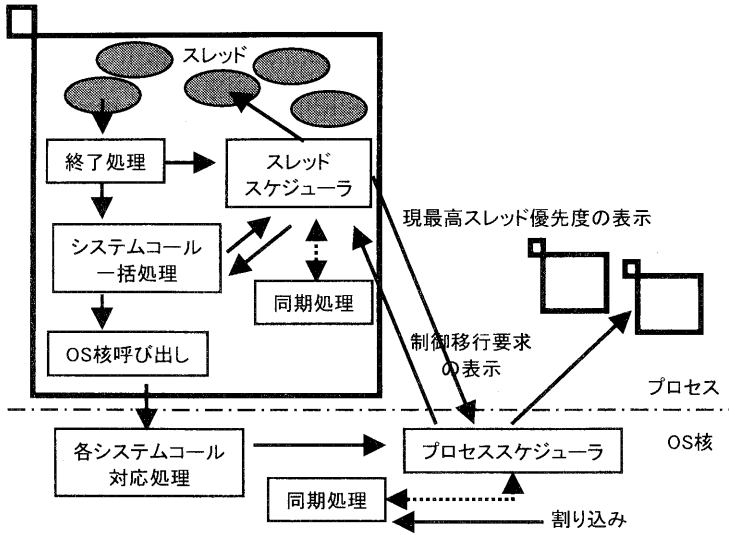 スレッド
終了処理
スレッド
スケジューラ
現最高スレッド優先度の表示
システムコール
一括処理
同期処理
制御移行要求
の表示
OS核呼び出し
プロセス
OS核
各システムコール
対応処理
プロセススケジューラ
同期処理
割り込み